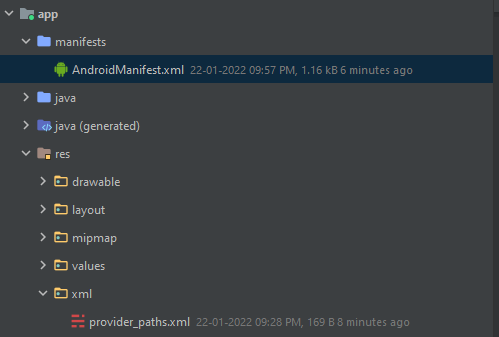 app
manifests
AndroidManifest.xml 22-01-2022 09:57 PM, 1.16 kB 6 minutes ago
java
java (generated)
res
drawable
layout
mipmap
values
xml
provider_paths.xml 22-01-2022 09:28 PM, 169 B 8 minutes ago